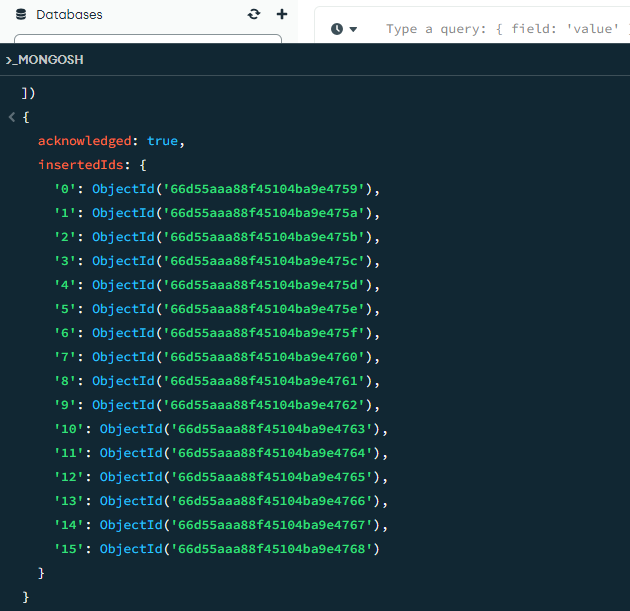 Databases
Type a query: { field: 'value' }
>_MONGOSH
])
{
acknowledged: true,
insertedIds: {
'0': ObjectId('66d55aaa88f45104ba9e4759'),
'1': ObjectId('66d55aaa88f45104ba9e475a'),
'2': ObjectId('66d55aaa88f45104ba9e475b'),
'3': ObjectId('66d55aaa88f45104ba9e475c'),
'4': ObjectId('66d55aaa88f45104ba9e475d'),
'5': ObjectId('66d55aaa88f45104ba9e475e'),
'6': ObjectId('66d55aaa88f45104ba9e475f'),
'7': ObjectId('66d55aaa88f45104ba9e4760'),
'8': ObjectId('66d55aaa88f45104ba9e4761'),
'9': ObjectId('66d55aaa88f45104ba9e4762'),
'10': ObjectId('66d55aaa88f45104ba9e4763'),
'11': ObjectId('66d55aaa88f45104ba9e4764'),
'12': ObjectId('66d55aaa88f45104ba9e4765'),
'13': ObjectId('66d55aaa88f45104ba9e4766'),
'14': ObjectId('66d55aaa88f45104ba9e4767'),
'15': ObjectId('66d55aaa88f45104ba9e4768')
}
}